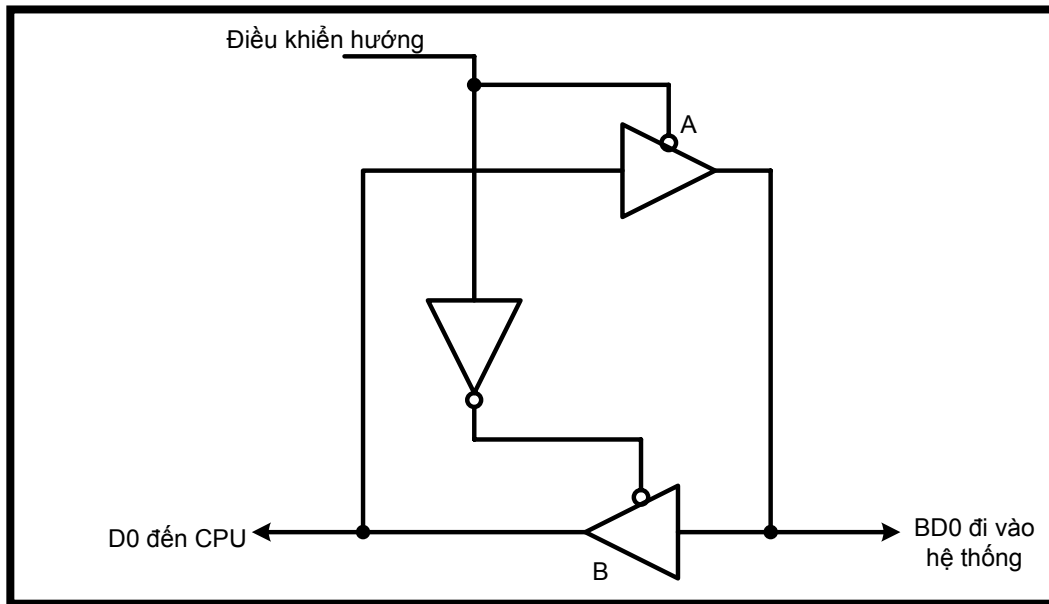 Điều khiển hướng
A
D0 đến CPU
B
BD0 đi vào
hệ thống